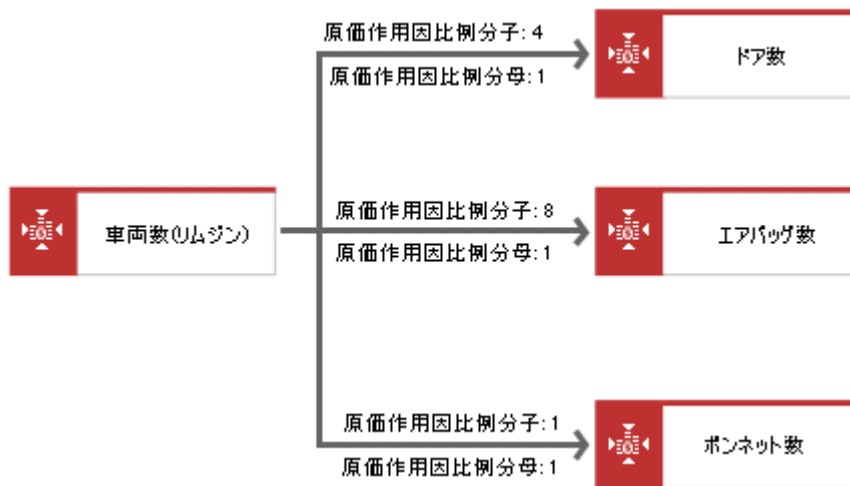 原価作用因比例分子: 4
原価作用因比例分母: 1
ドア数
車両数(リムジン)
原価作用因比例分子: 8
原価作用因比例分母: 1
エアバッグ数
原価作用因比例分子: 1
原価作用因比例分母: 1
ボンネット数